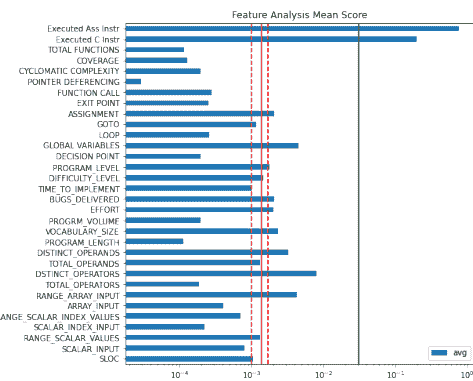 Feature Analysis Mean Score
Executed Ass Instr
Executed C Instr
TOTAL FUNCTIONS
COVERAGE
CYCLOMATIC COMPLEXITY
POINTER DEFERENCING
FUNCTION CALL
EXIT POINT
ASSIGNMENT
GOTO
LOOP
GLOBAL VARIABLES
DECISION POINT
PROGRAM_LEVEL
DIFFICULTY_LEVEL
TIME_TO_IMPLEMENT
BUGS_DELIVERED
EFFORT
PROGRM_VOLUME
VOCABULARY_SIZE
PROGRAM_LENGTH
DISTINCT_OPERANDS
TOTAL_OPERANDS
DSTINCT_OPERATORS
TOTAL_OPERATORS
RANGE_ARRAY_INPUT
ARRAY_INPUT
RANGE_SCALAR_INDEX_VALUES
SCALAR_INDEX_INPUT
RANGE_SCALAR_VALUES
SCALAR_INPUT
SLOC
avg
10⁻⁴ 10⁻³ 10⁻² 10⁻¹ 10⁰